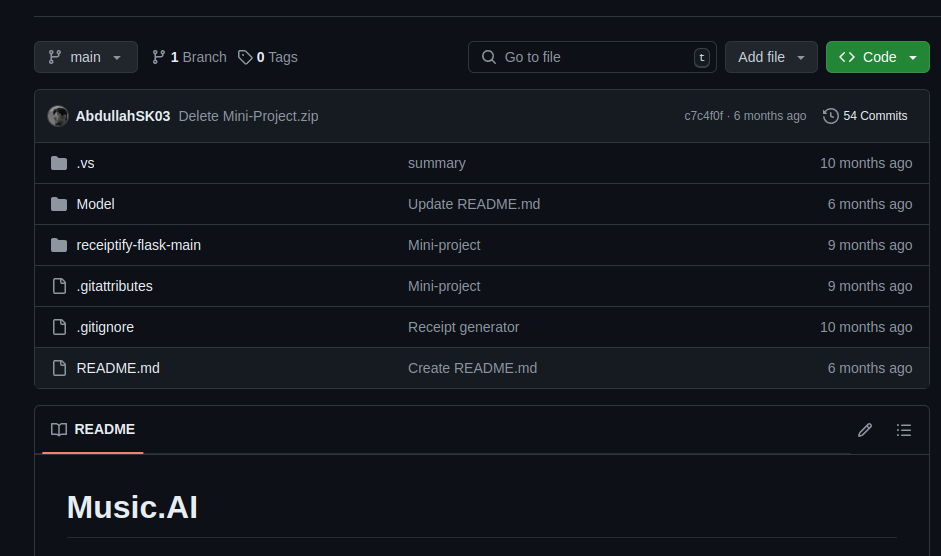 main 1 Branch 0 Tags Go to file t Add file Code
AbdullahSK03 Delete Mini-Project.zip c7c4f0f · 6 months ago 54 Commits
.vs summary 10 months ago
Model Update README.md 6 months ago
receiptify-flask-main Mini-project 9 months ago
.gitattributes Mini-project 9 months ago
.gitignore Receipt generator 10 months ago
README.md Create README.md 6 months ago
README
Music.AI